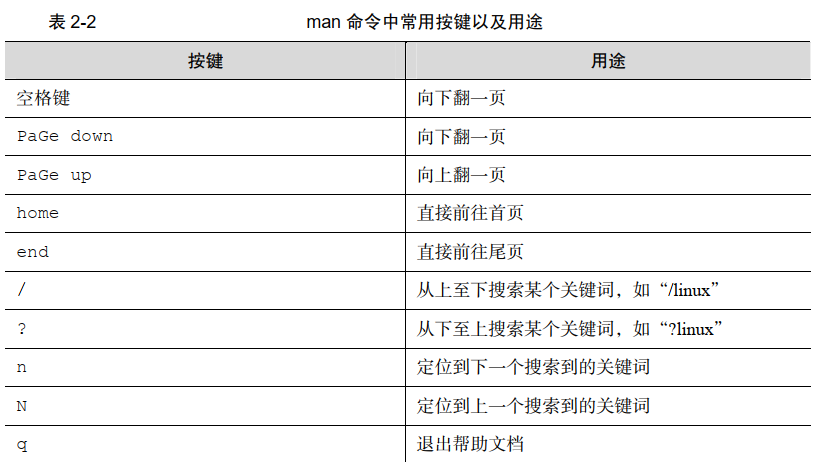 表 2-2 man 命令中常用按键以及用途
按键 用途
空格键 向下翻一页
PaGe down 向下翻一页
PaGe up 向上翻一页
home 直接前往首页
end 直接前往尾页
/ 从上至下搜索某个关键词，如“/linux”
? 从下至上搜索某个关键词，如“?linux”
n 定位到下一个搜索到的关键词
N 定位到上一个搜索到的关键词
q 退出帮助文档